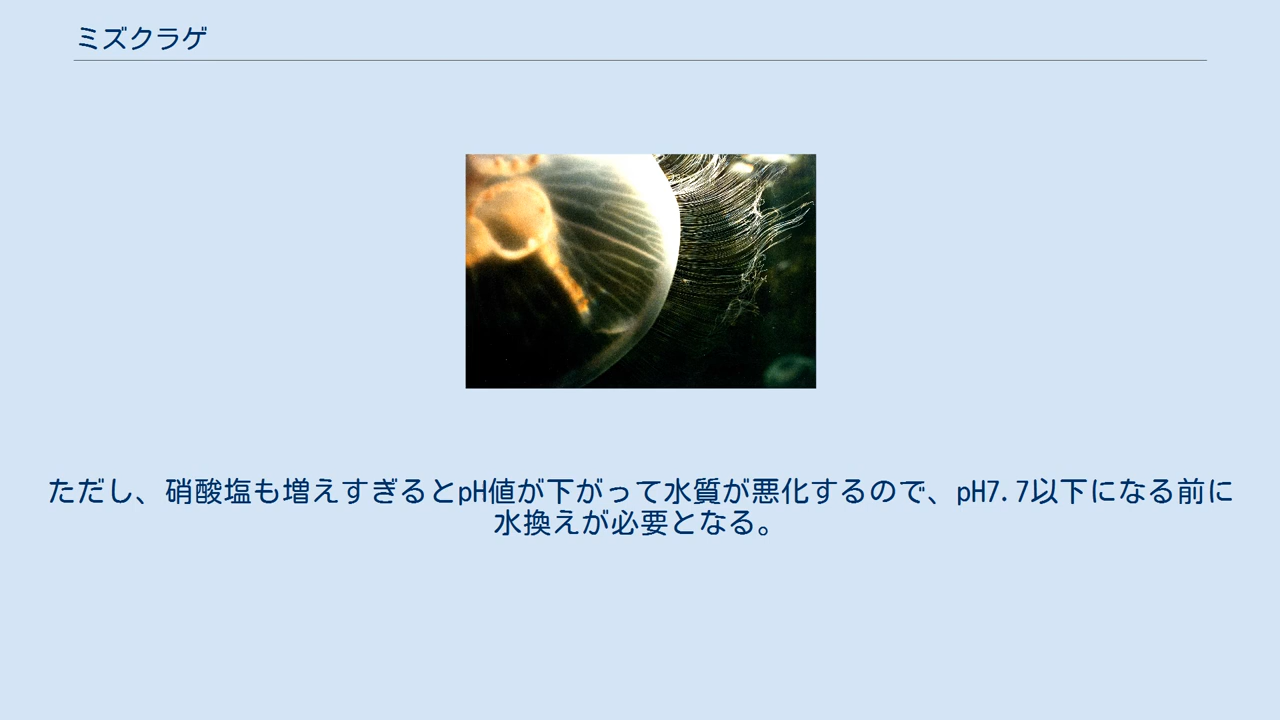 ミズクラゲ
ただし、硝酸塩も増えすぎるとpH値が下がって水質が悪化するので、pH7.7以下になる前に
水換えが必要となる。